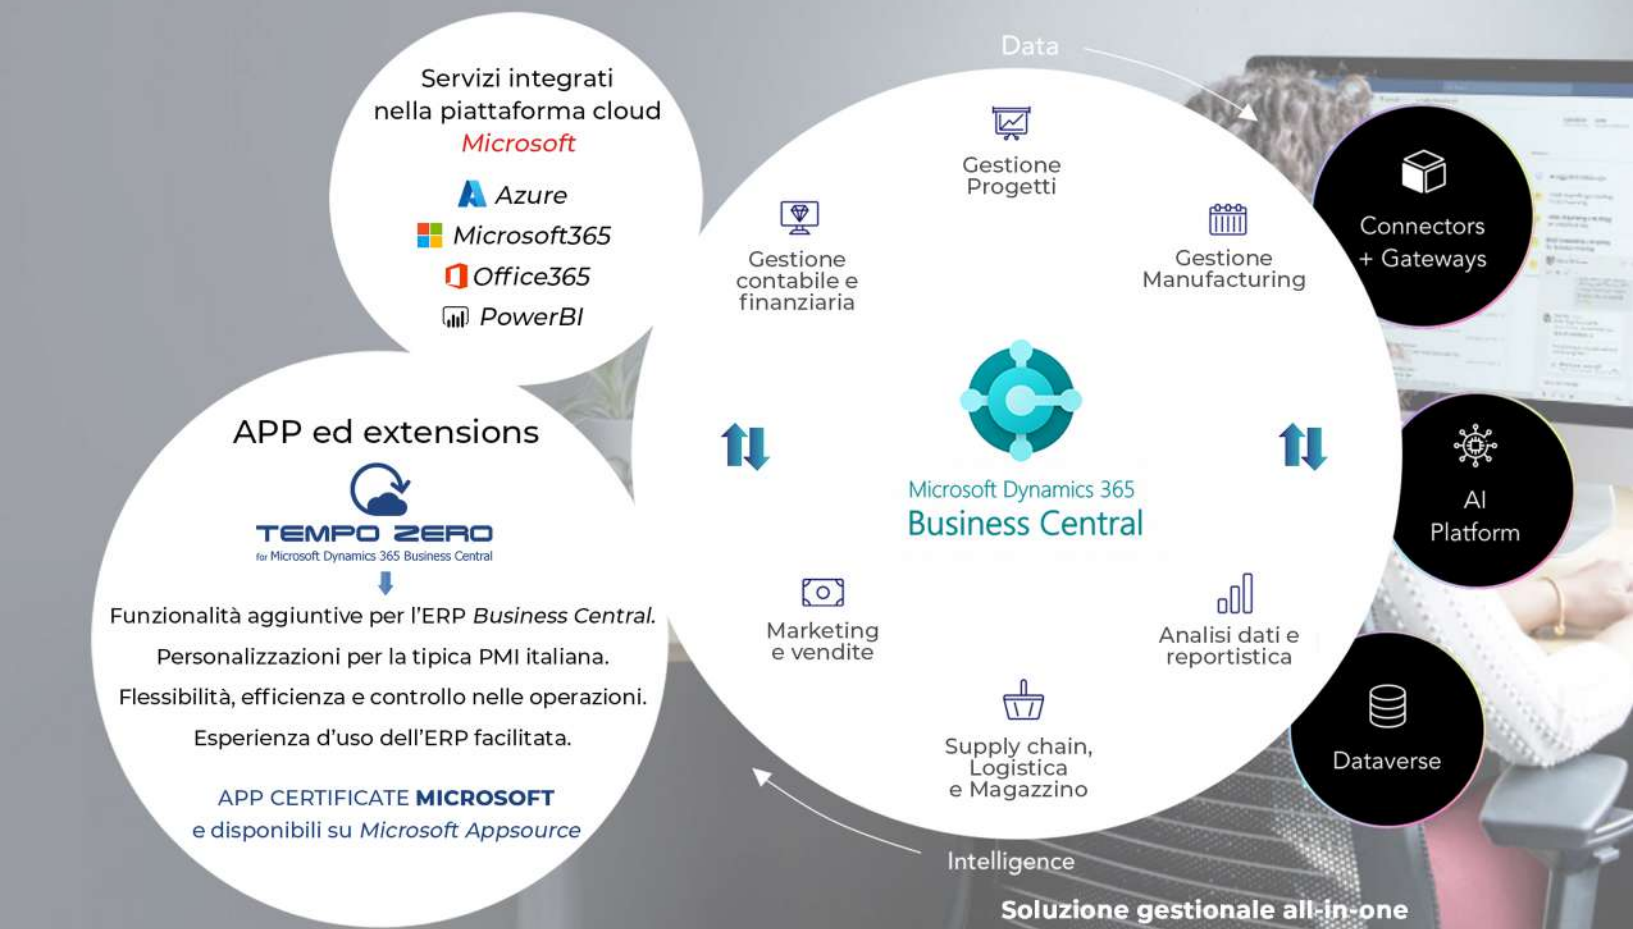 Servizi integrati
nella piattaforma cloud
Microsoft
Azure
Microsoft365
Office365
PowerBI
APP ed extensions
TEMPO ZERO
for Microsoft Dynamics 365 Business Central
Funzionalità aggiuntive per l'ERP Business Central.
Personalizzazioni per la tipica PMI italiana.
Flessibilità, efficienza e controllo nelle operazioni.
Esperienza d'uso dell'ERP facilitata.
APP CERTIFICATE MICROSOFT
e disponibili su Microsoft Appsource
Data
Gestione
Progetti
Gestione
contabile e
finanziaria
Gestione
Manufacturing
Microsoft Dynamics 365
Business Central
Marketing
e vendite
Analisi dati e
reportistica
Supply chain,
Logistica
e Magazzino
Intelligence
Connectors
+ Gateways
AI
Platform
Dataverse
Soluzione gestionale all-in-one